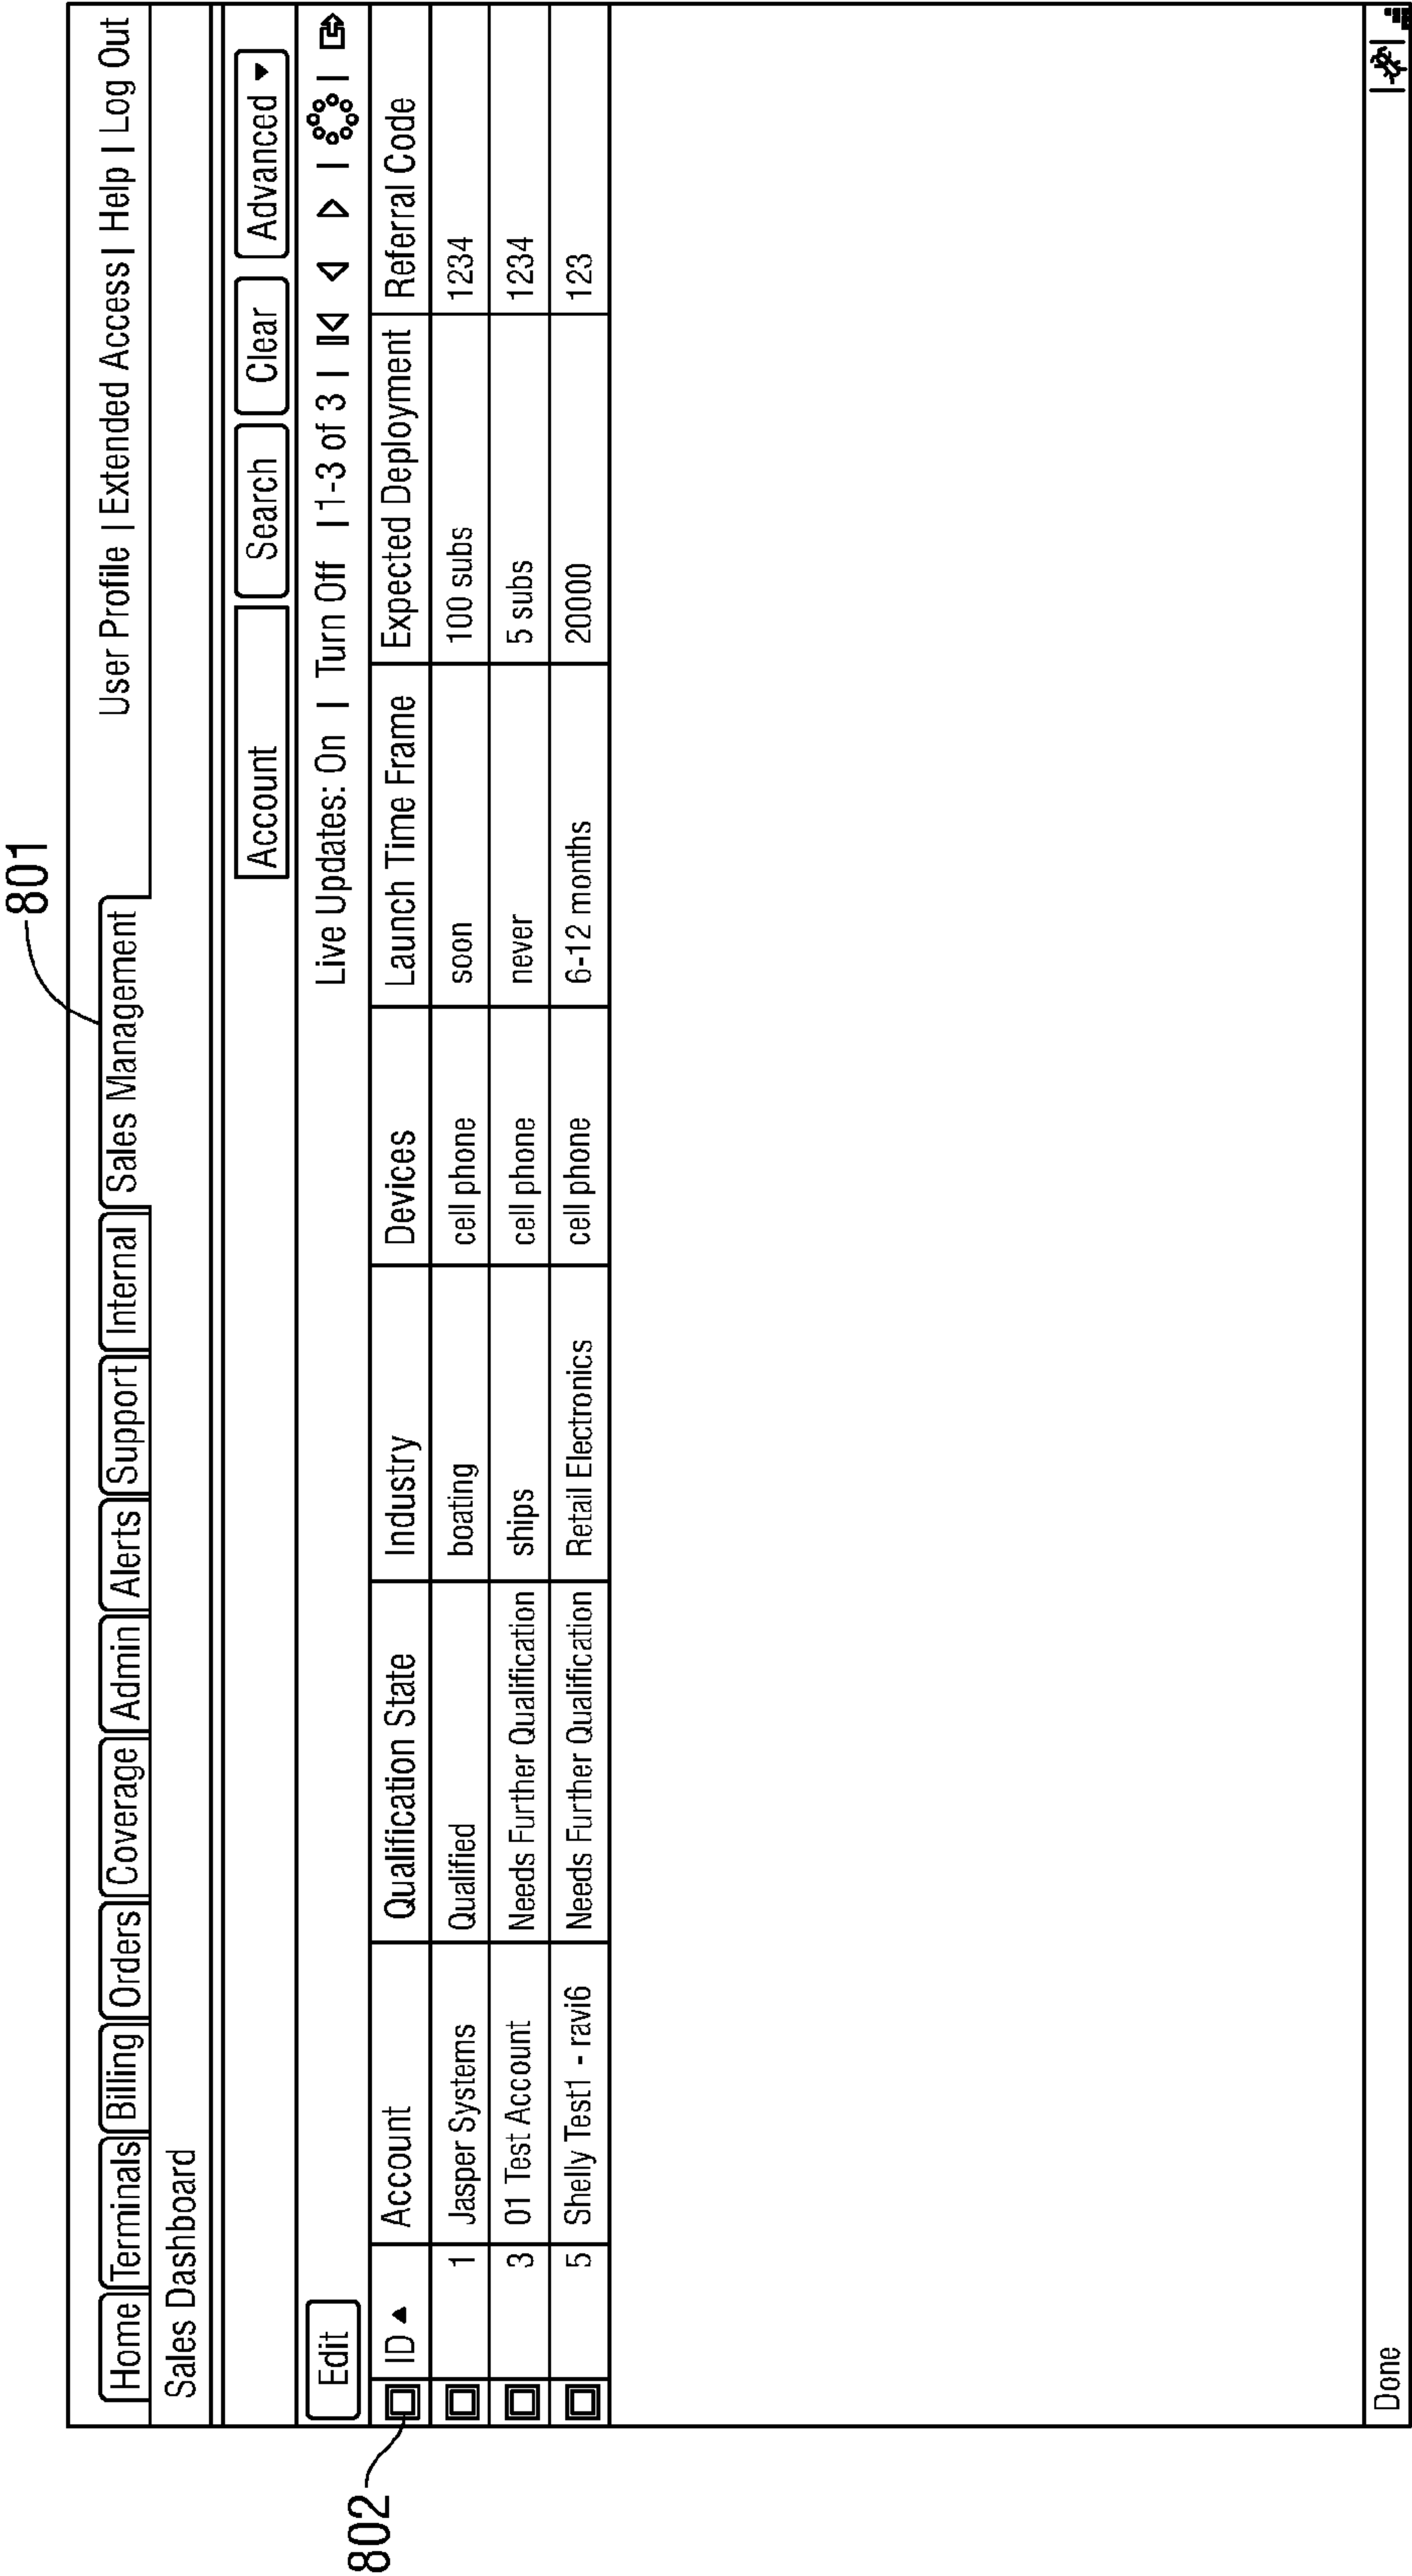 801
Home Terminals Billing Orders Coverage Admin Alerts Support Internal Sales Management User Profile | Extended Access | Help | Log Out
Sales Dashboard
Account Search Clear Advanced
Edit Live Updates: On | Turn Off | 1-3 of 3 |
802
ID Account Qualification State Industry Devices Launch Time Frame Expected Deployment Referral Code
1 Jasper Systems Qualified boating cell phone soon 100 subs 1234
3 01 Test Account Needs Further Qualification ships cell phone never 5 subs 1234
5 Shelly Test1 - ravi6 Needs Further Qualification Retail Electronics cell phone 6-12 months 20000 123
Done